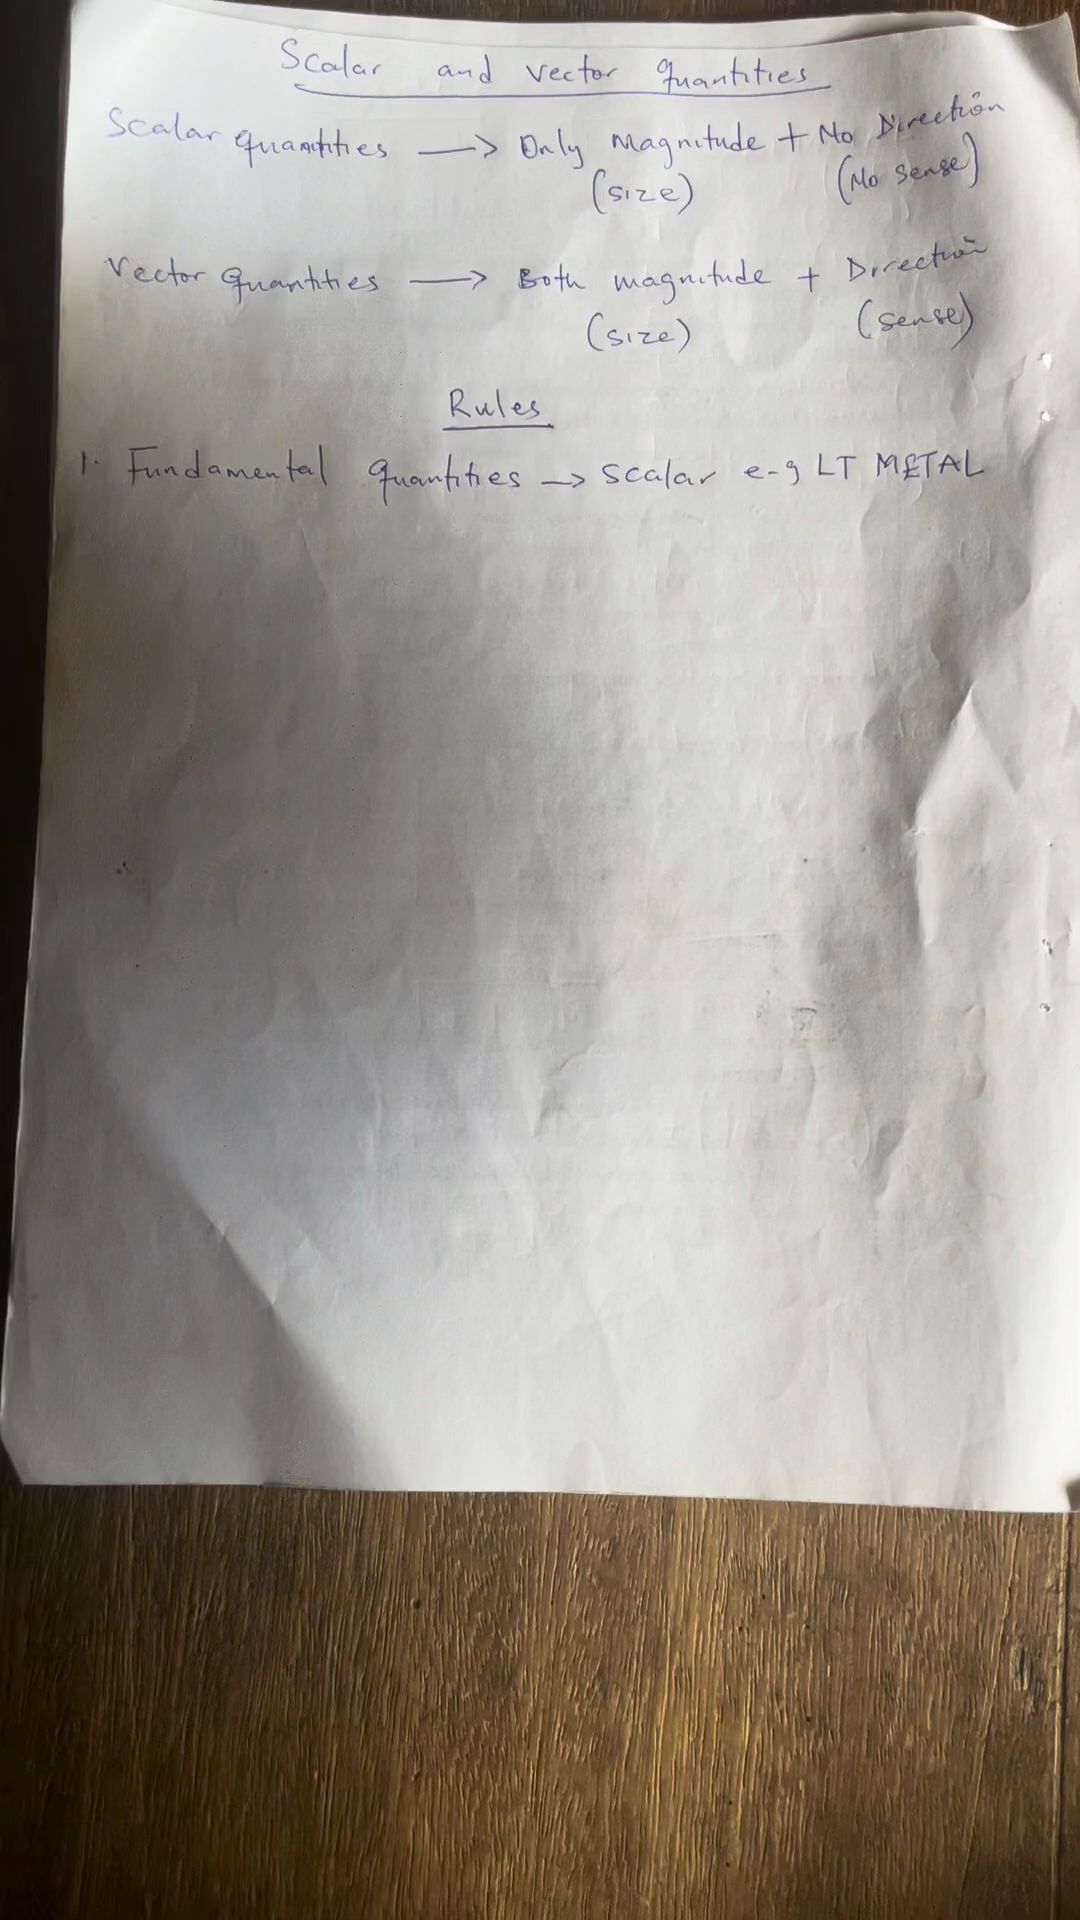 Scalar and vector quantities
Scalar quantities → Only Magnitude + No Direction
(size) (No sense)
Vector quantities → Both magnitude + Direction
(size) (sense)
Rules
1. Fundamental quantities → scalar e-g LT METAL